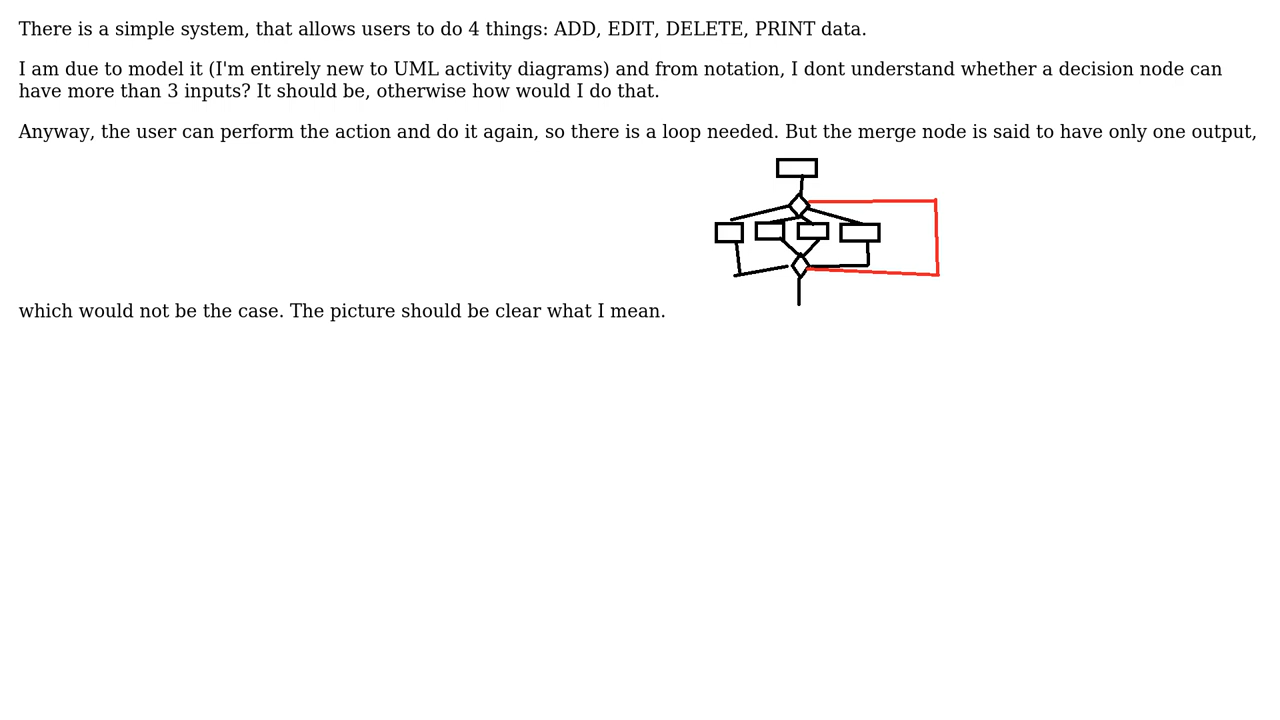 There is a simple system, that allows users to do 4 things: ADD, EDIT, DELETE, PRINT data.
I am due to model it (I'm entirely new to UML activity diagrams) and from notation, I dont understand whether a decision node can
have more than 3 inputs? It should be, otherwise how would I do that.
Anyway, the user can perform the action and do it again, so there is a loop needed. But the merge node is said to have only one output,
which would not be the case. The picture should be clear what I mean.